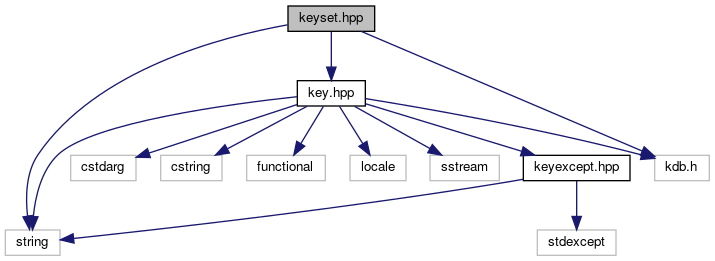 keyset.hpp
key.hpp
cstdarg
cstring
functional
locale
sstream
keyexcept.hpp
kdb.h
string
stdexcept